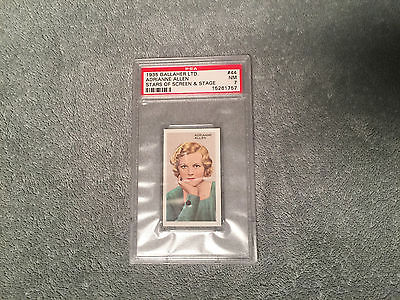 PSA
1935 GALLAHER LTD. #44
ADRIANNE ALLEN NM
STARS OF SCREEN & STAGE 7
15261757
ADRIANNE
ALLEN